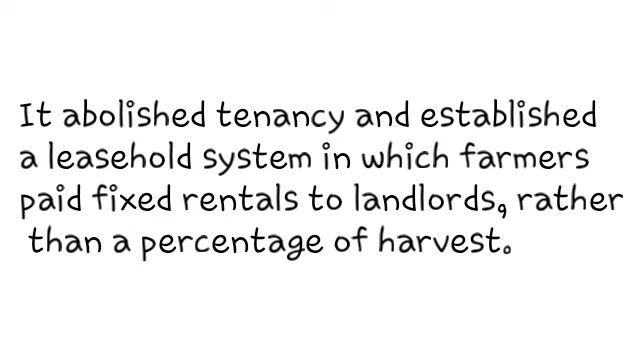 It abolished tenancy and established
a leasehold system in which farmers
paid fixed rentals to landlords, rather
than a percentage of harvest.